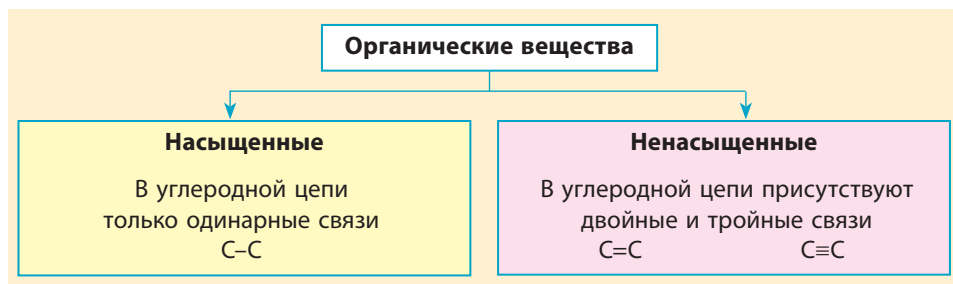 Органические вещества
Насыщенные
В углеродной цепи
только одинарные связи
C–C
Ненасыщенные
В углеродной цепи присутствуют
двойные и тройные связи
C=C C≡C